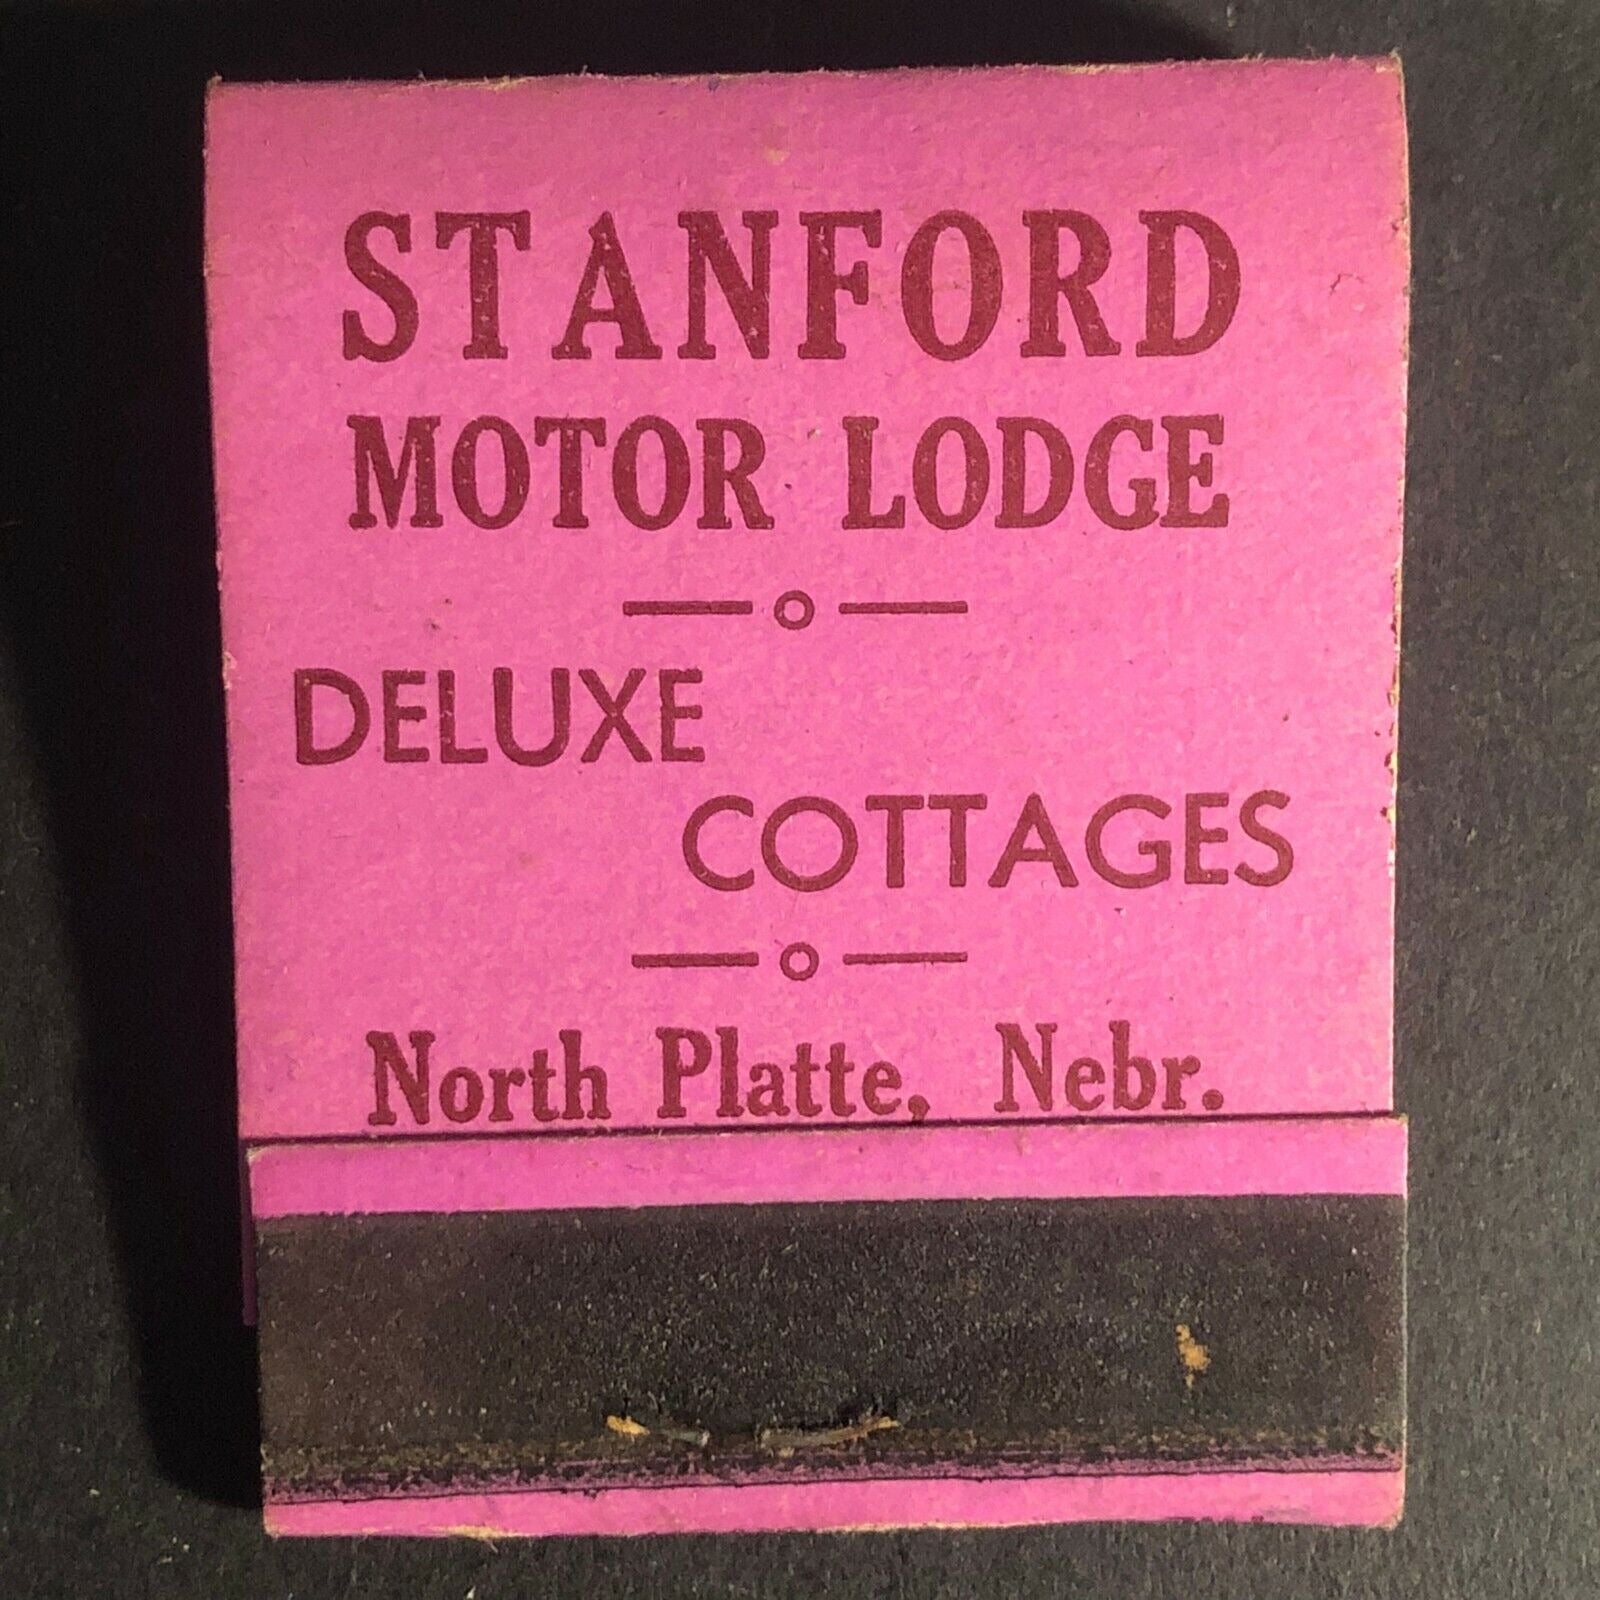 STANFORD
MOTOR LODGE
DELUXE
COTTAGES
North Platte, Nebr.